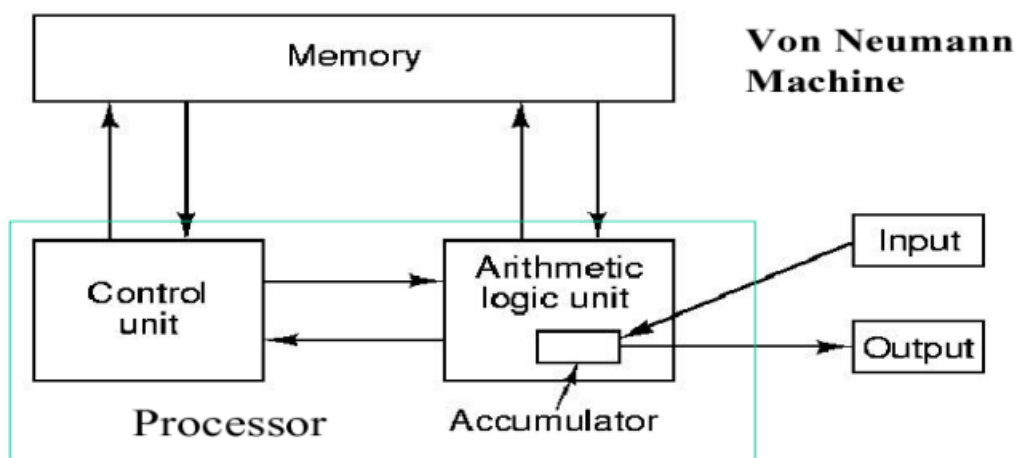 Memory
Von Neumann
Machine
Control
unit
Arithmetic
logic unit
Input
Output
Accumulator
Processor